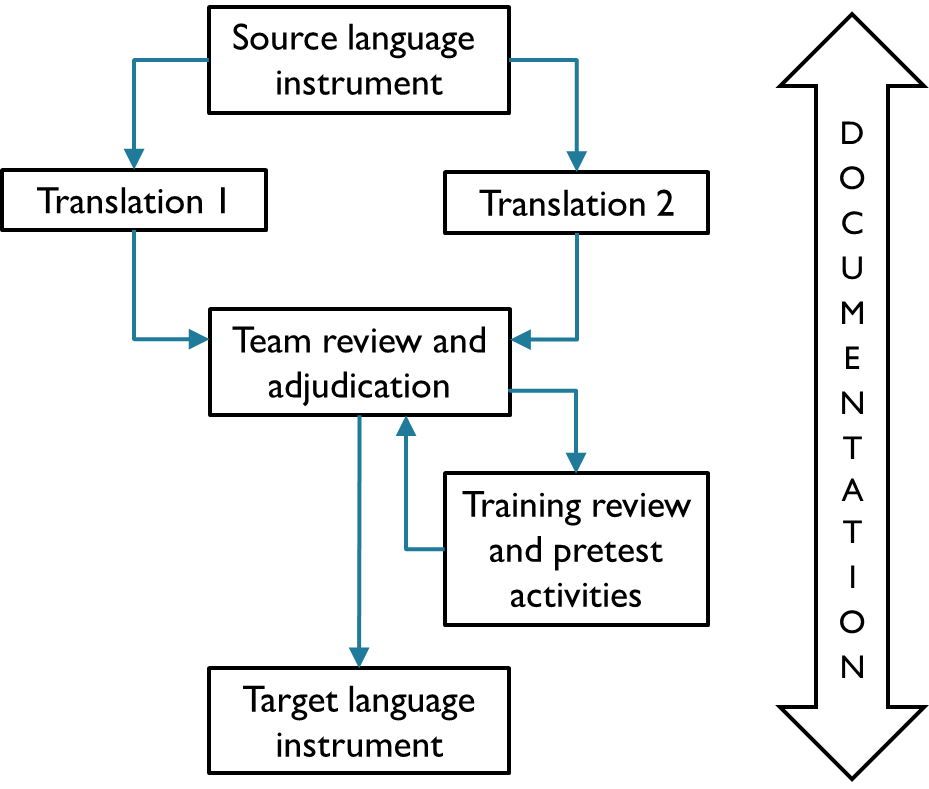 Source language
instrument
Translation 1
Translation 2
Team review and
adjudication
Training review
and pretest
activities
Target language
instrument
DOCUMENTATION